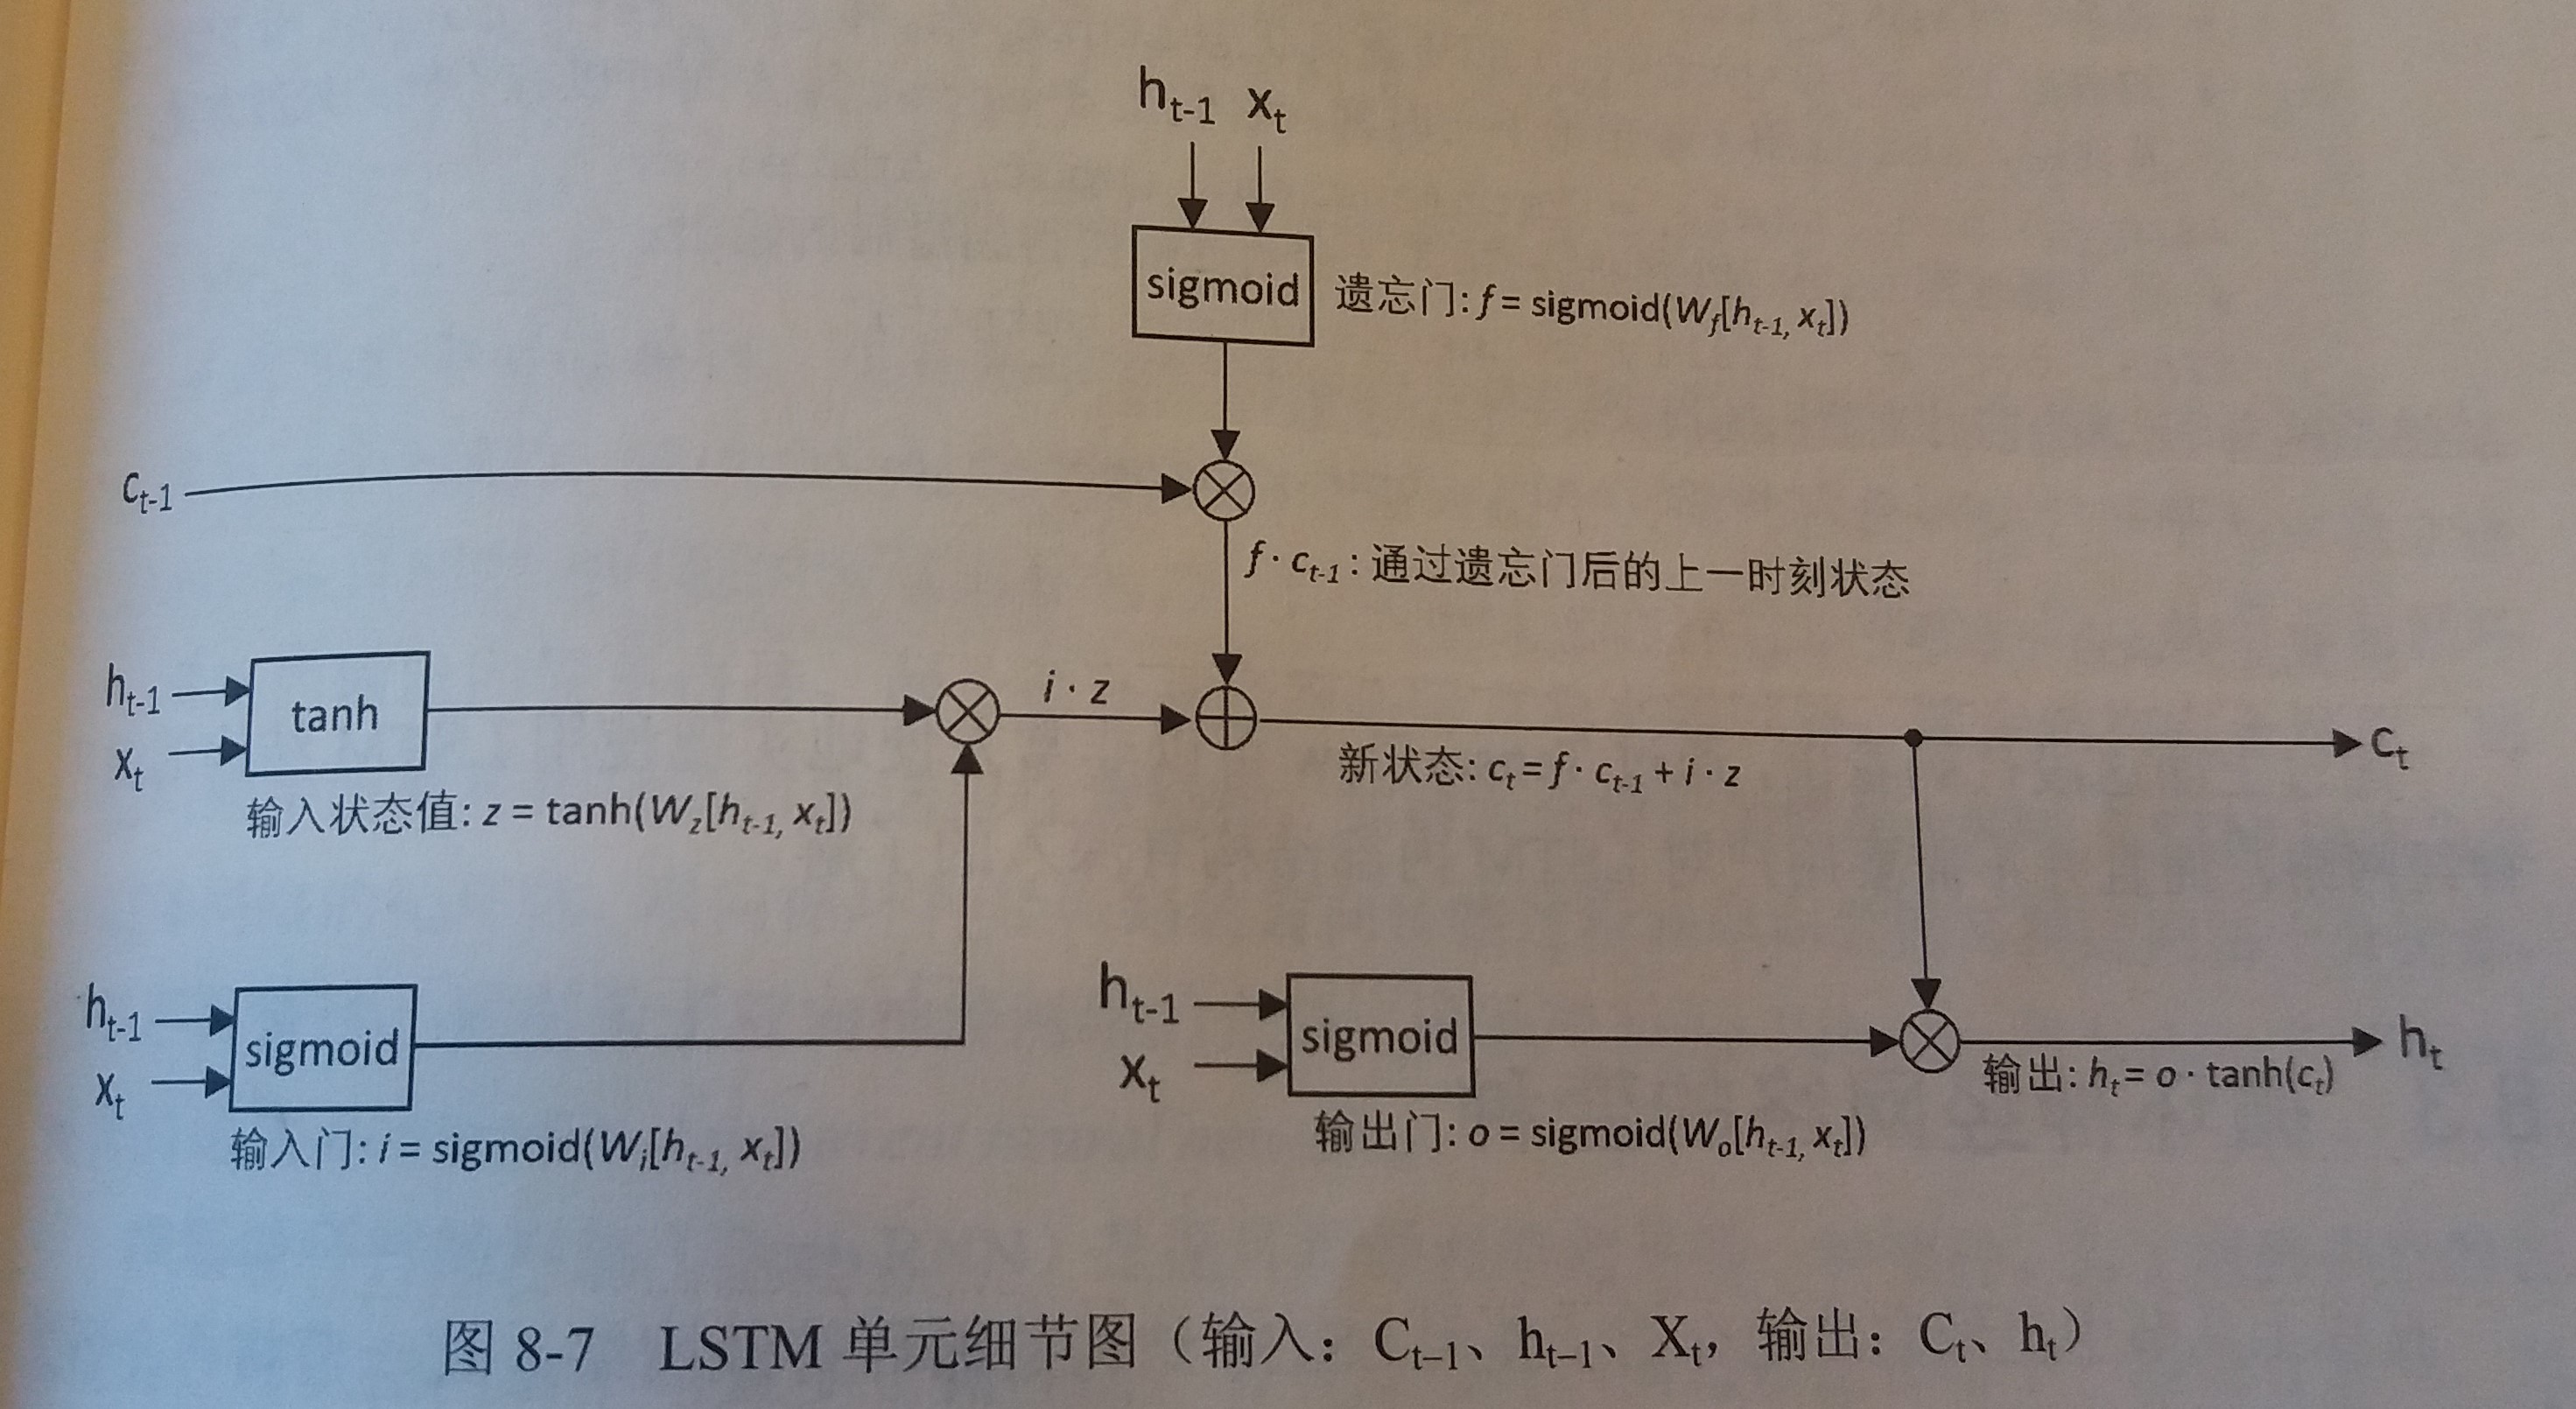 h_{t-1} x_t
sigmoid
遗忘门: f = sigmoid(W_f[h_{t-1}, x_t])
c_{t-1}
f · c_{t-1} : 通过遗忘门后的上一时刻状态
h_{t-1}
x_t
tanh
i · z
c_t
新状态: c_t = f · c_{t-1} + i · z
输入状态值: z = tanh(W_z[h_{t-1}, x_t])
h_{t-1}
x_t
sigmoid
输入门: i = sigmoid(W_i[h_{t-1}, x_t])
h_{t-1}
x_t
sigmoid
h_t
输出: h_t = o · tanh(c_t)
输出门: o = sigmoid(W_o[h_{t-1}, x_t])
图 8-7 LSTM 单元细节图（输入：C_{t−1}、h_{t−1}、X_t，输出：C_t、h_t）